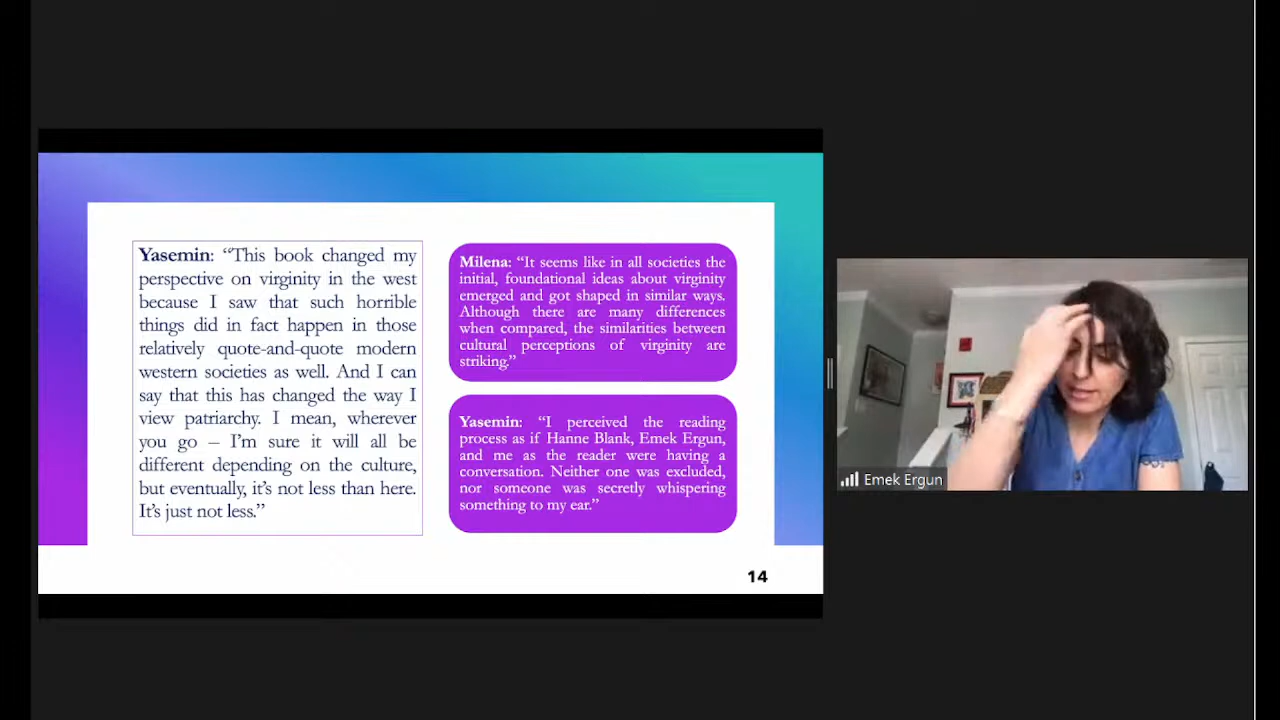 Yasemin: “This book changed my
perspective on virginity in the west
because I saw that such horrible
things did in fact happen in those
relatively quote-and-quote modern
western societies as well. And I can
say that this has changed the way I
view patriarchy. I mean, wherever
you go – I’m sure it will all be
different depending on the culture,
but eventually, it’s not less than here.
It’s just not less.”
Milena: “It seems like in all societies the
initial, foundational ideas about virginity
emerged and got shaped in similar ways.
Although there are many differences
when compared, the similarities between
cultural perceptions of virginity are
striking.”
Yasemin: “I perceived the reading
process as if Hanne Blank, Emek Ergun,
and me as the reader were having a
conversation. Neither one was excluded,
nor someone was secretly whispering
something to my ear.”
14
Emek Ergun